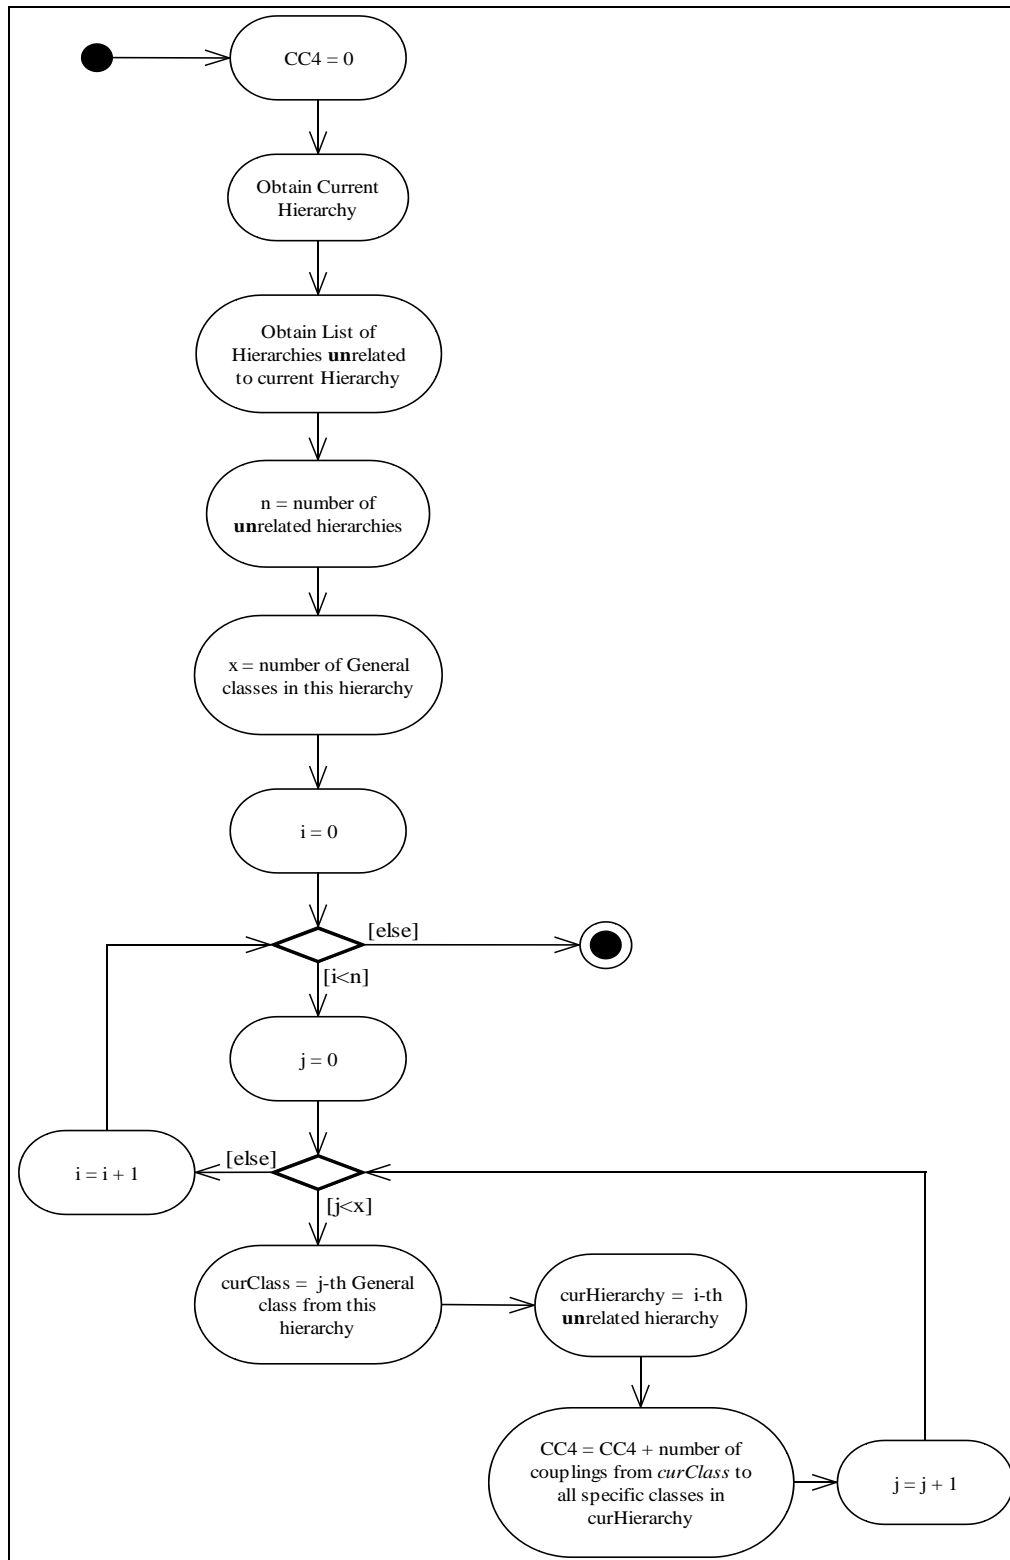 CC4 = 0
Obtain Current
Hierarchy
Obtain List of
Hierarchies unrelated
to current Hierarchy
n = number of
unrelated hierarchies
x = number of General
classes in this hierarchy
i = 0
[else]
[i<n]
j = 0
i = i + 1
[else]
[j<x]
curClass = j-th General
class from this
hierarchy
curHierarchy = i-th
unrelated hierarchy
CC4 = CC4 + number of
couplings from curClass to
all specific classes in
curHierarchy
j = j + 1